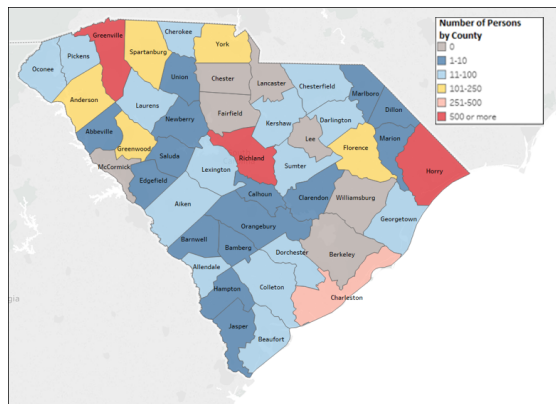 Number of Persons
by County
0
1-10
11-100
101-250
251-500
500 or more
Greenville
Cherokee
York
Spartanburg
Pickens
Oconee
Union
Chester
Lancaster
Chesterfield
Marlboro
Dillon
Anderson
Laurens
Fairfield
Kershaw
Darlington
Newberry
Lee
Marion
Abbeville
Greenwood
Florence
Saluda
Richland
Horry
McCormick
Lexington
Sumter
Edgefield
Calhoun
Clarendon
Williamsburg
Aiken
Georgetown
Orangebury
Barnwell
Bamberg
Dorchester
Berkeley
Allendale
Colleton
Hampton
Charleston
Jasper
Beaufort